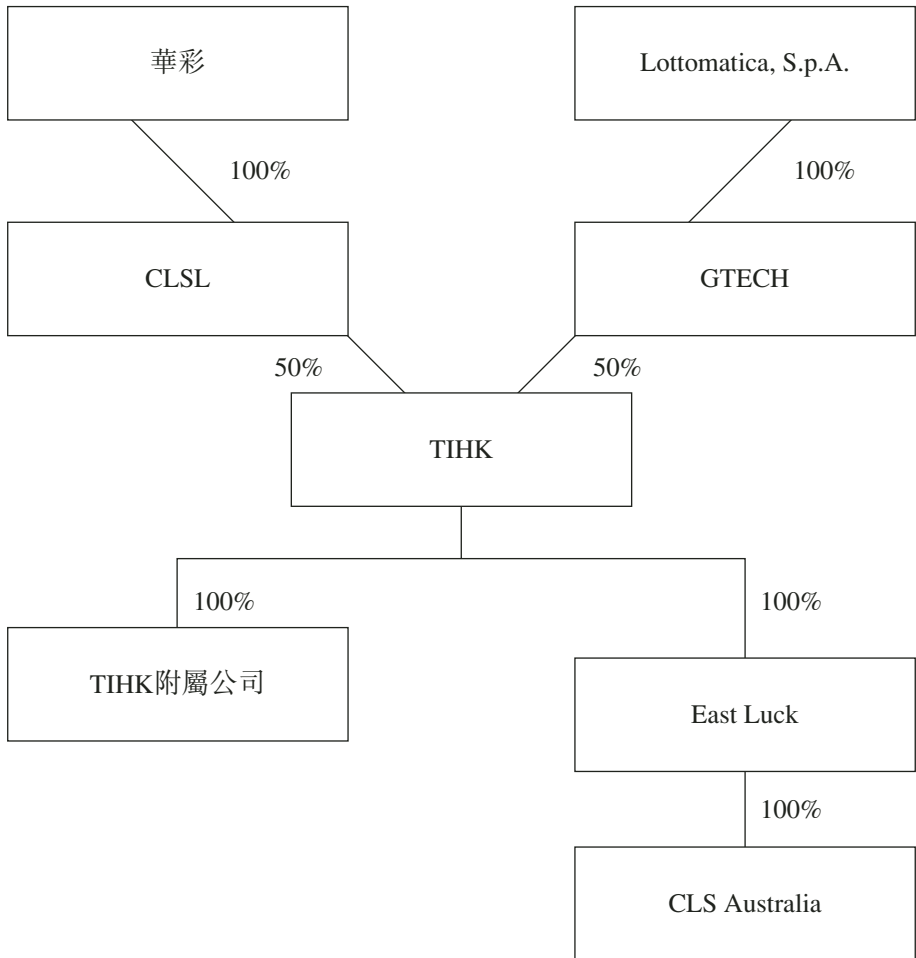 華彩
Lottomatica, S.p.A.
100%
100%
CLSL
GTECH
50%
50%
TIHK
100%
100%
TIHK附屬公司
East Luck
100%
CLS Australia